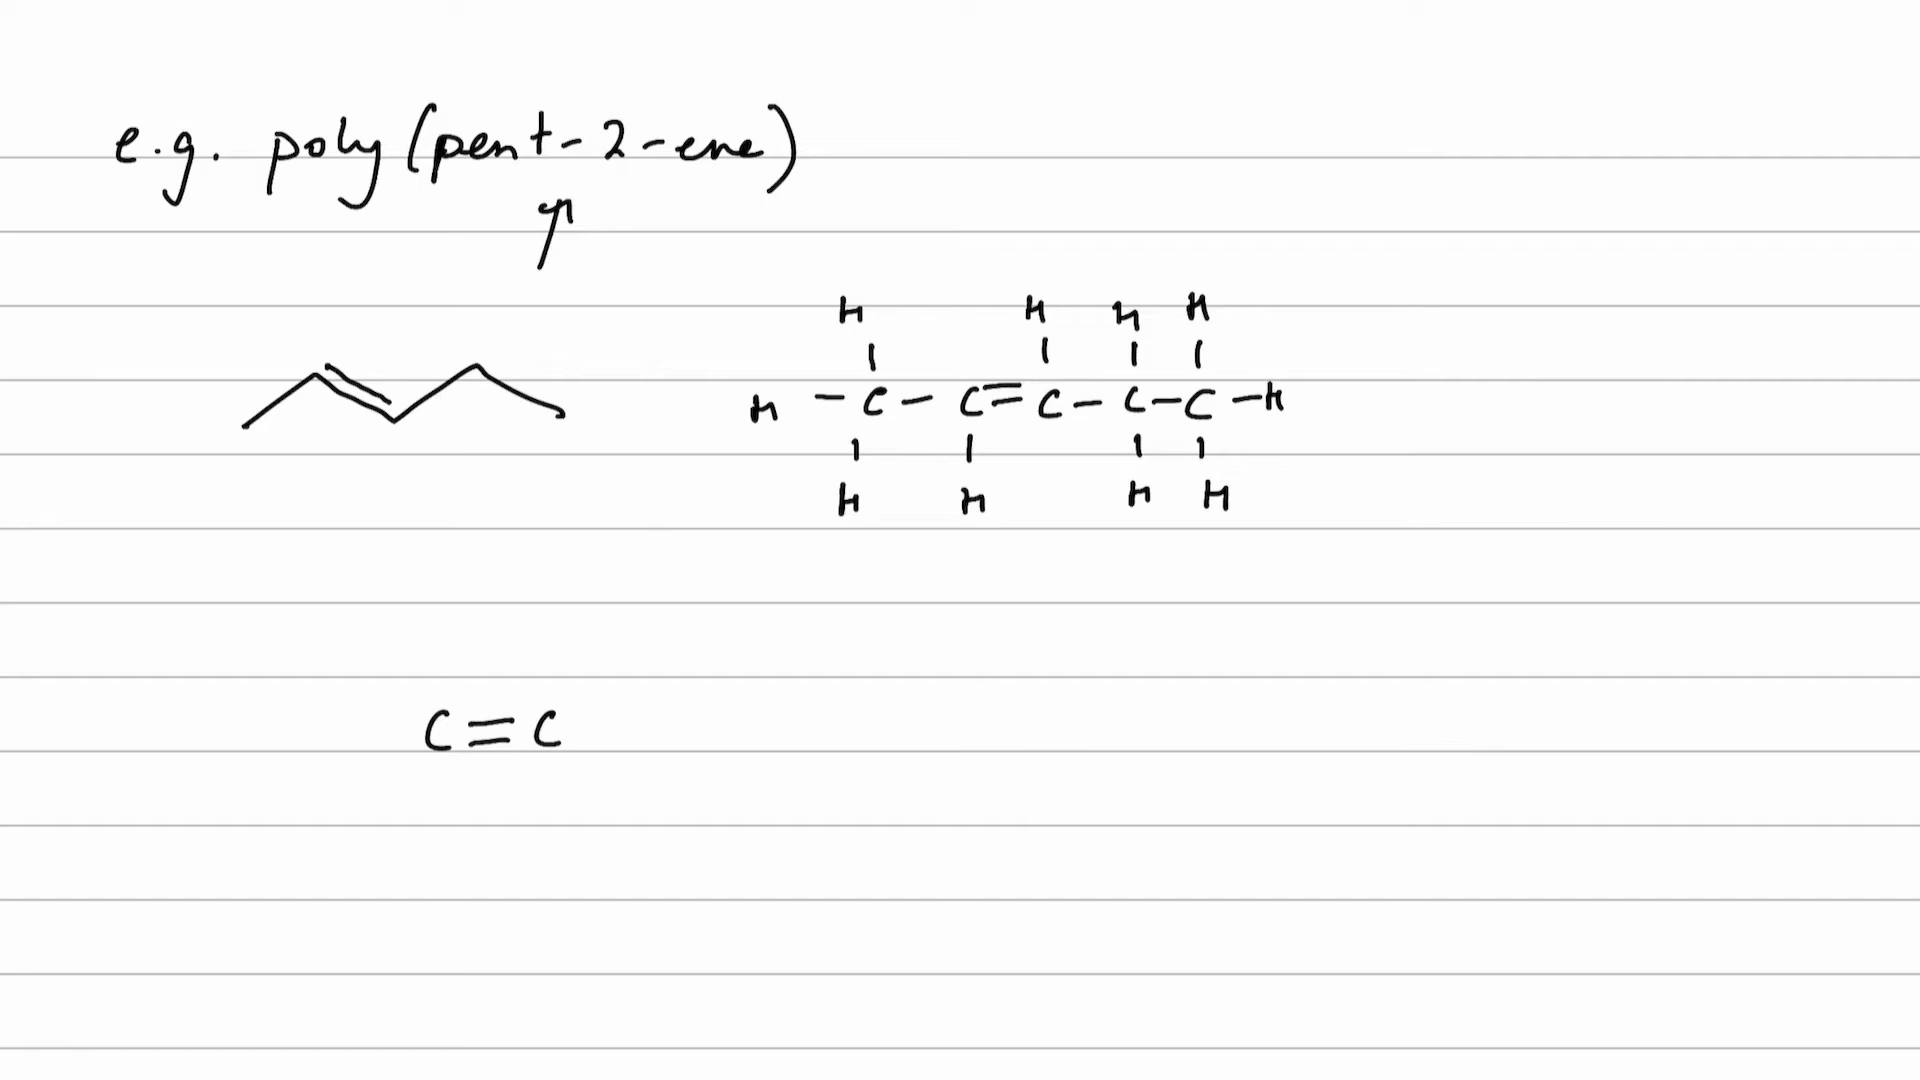 e.g. poly(pent-2-ene)
H H H H
H - C - C = C - C - C - H
H H H H
C = C